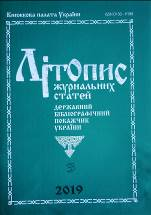 Книжкова палата України
Літопис
журнальних
статей
Державний
бібліографічний
покажчик
України
2019